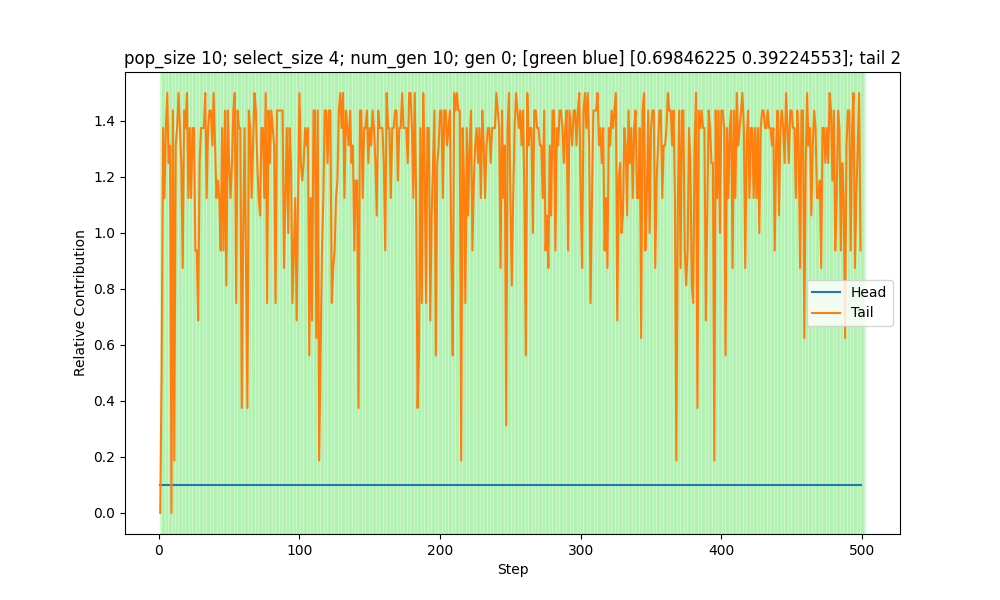 pop_size 10; select_size 4; num_gen 10; gen 0; [green blue] [0.69846225 0.39224553]; tail 2
1.4
1.2
1.0
0.8
0.6
0.4
0.2
0.0
Relative Contribution
Head
Tail
0 100 200 300 400 500
Step